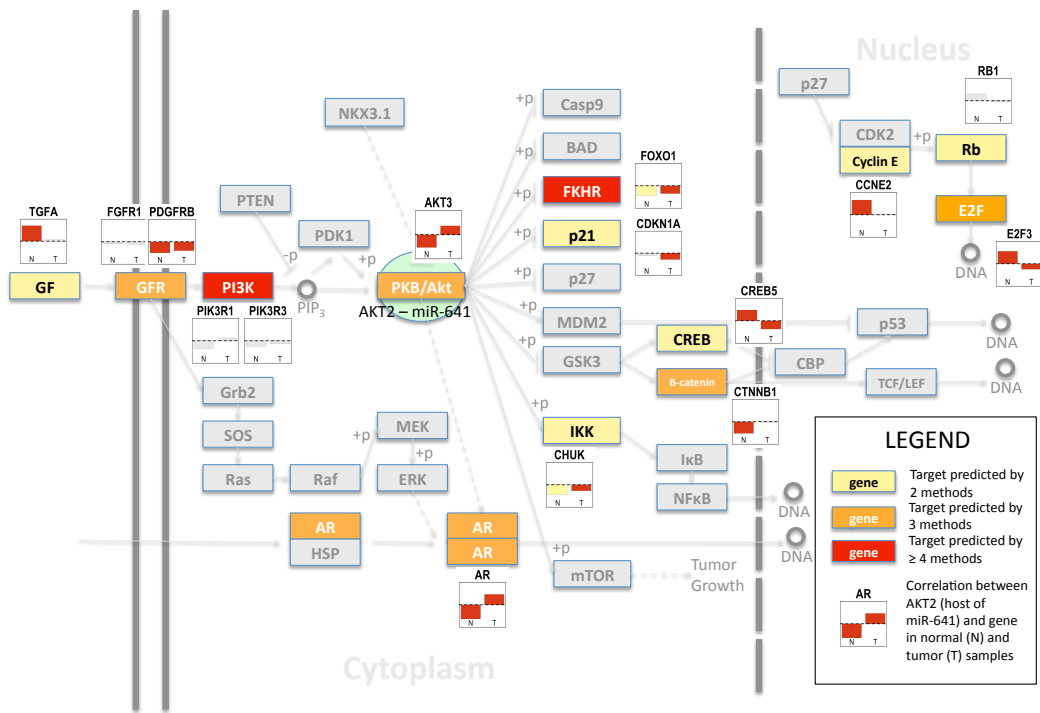 Nucleus
RB1
N T
p27
Casp9
+p
NKX3.1
CDK2
+p
Cyclin E
Rb
BAD
+p
FOXO1
N T
CCNE2
N T
PTEN
FKHR
+p
E2F
TGFA
N T
FGFR1
N T
PDGFRB
N T
AKT3
N T
CDKN1A
N T
p21
+p
E2F3
N T
PDK1
-p
+p
DNA
GF
GFR
PI3K
PIP3
PKB/Akt
AKT2 – miR-641
p27
+p
CREB5
N T
PIK3R1
N T
PIK3R3
N T
MDM2
+p
p53
DNA
CREB
GSK3
+p
CBP
B-catenin
TCF/LEF
DNA
Grb2
CTNNB1
N T
+p
SOS
MEK
+p
IKK
IκB
CHUK
N T
+p
Ras
Raf
ERK
NFκB
DNA
AR
HSP
AR
AR
+p
DNA
AR
N T
mTOR
Tumor
Growth
Cytoplasm
LEGEND
gene
Target predicted by
2 methods
gene
Target predicted by
3 methods
gene
Target predicted by
≥ 4 methods
AR
N T
Correlation between
AKT2 (host of
miR-641) and gene
in normal (N) and
tumor (T) samples